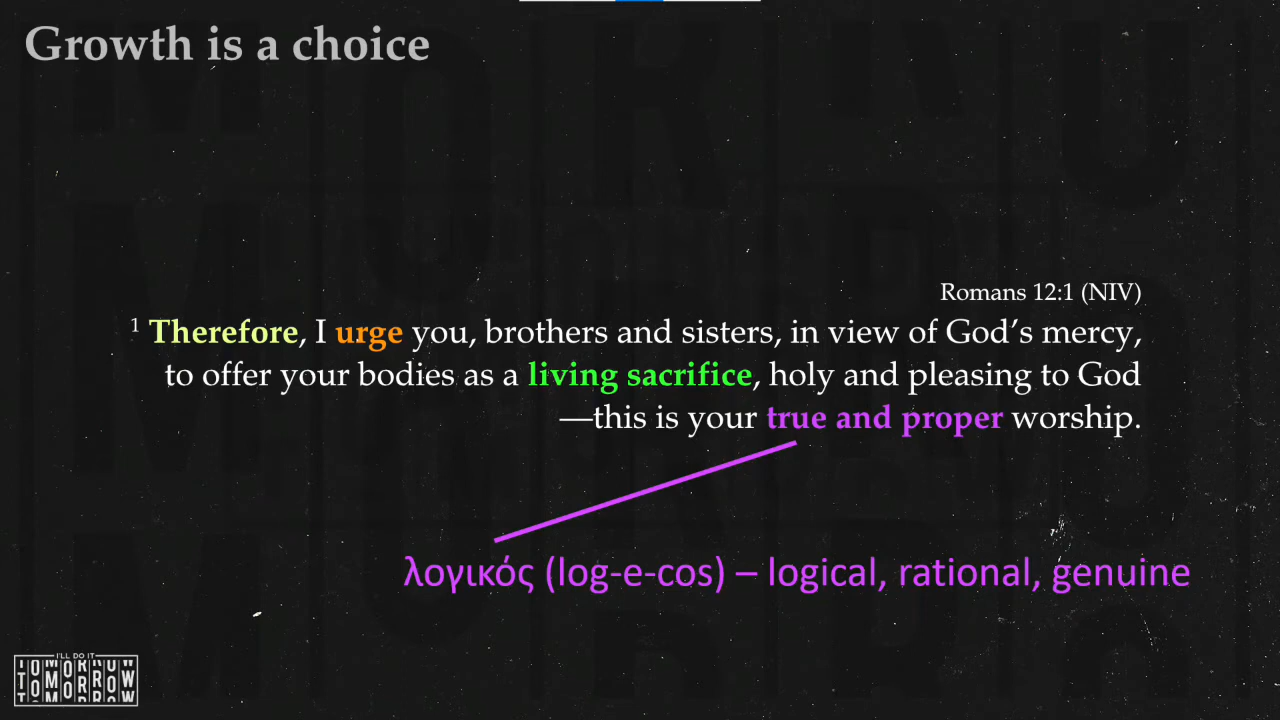 Growth is a choice
Romans 12:1 (NIV)
1 Therefore, I urge you, brothers and sisters, in view of God’s mercy,
to offer your bodies as a living sacrifice, holy and pleasing to God
—this is your true and proper worship.
λογικός (log-e-cos) – logical, rational, genuine
I'LL DO IT
TOMORROW
TOMORROW
TOMORROW